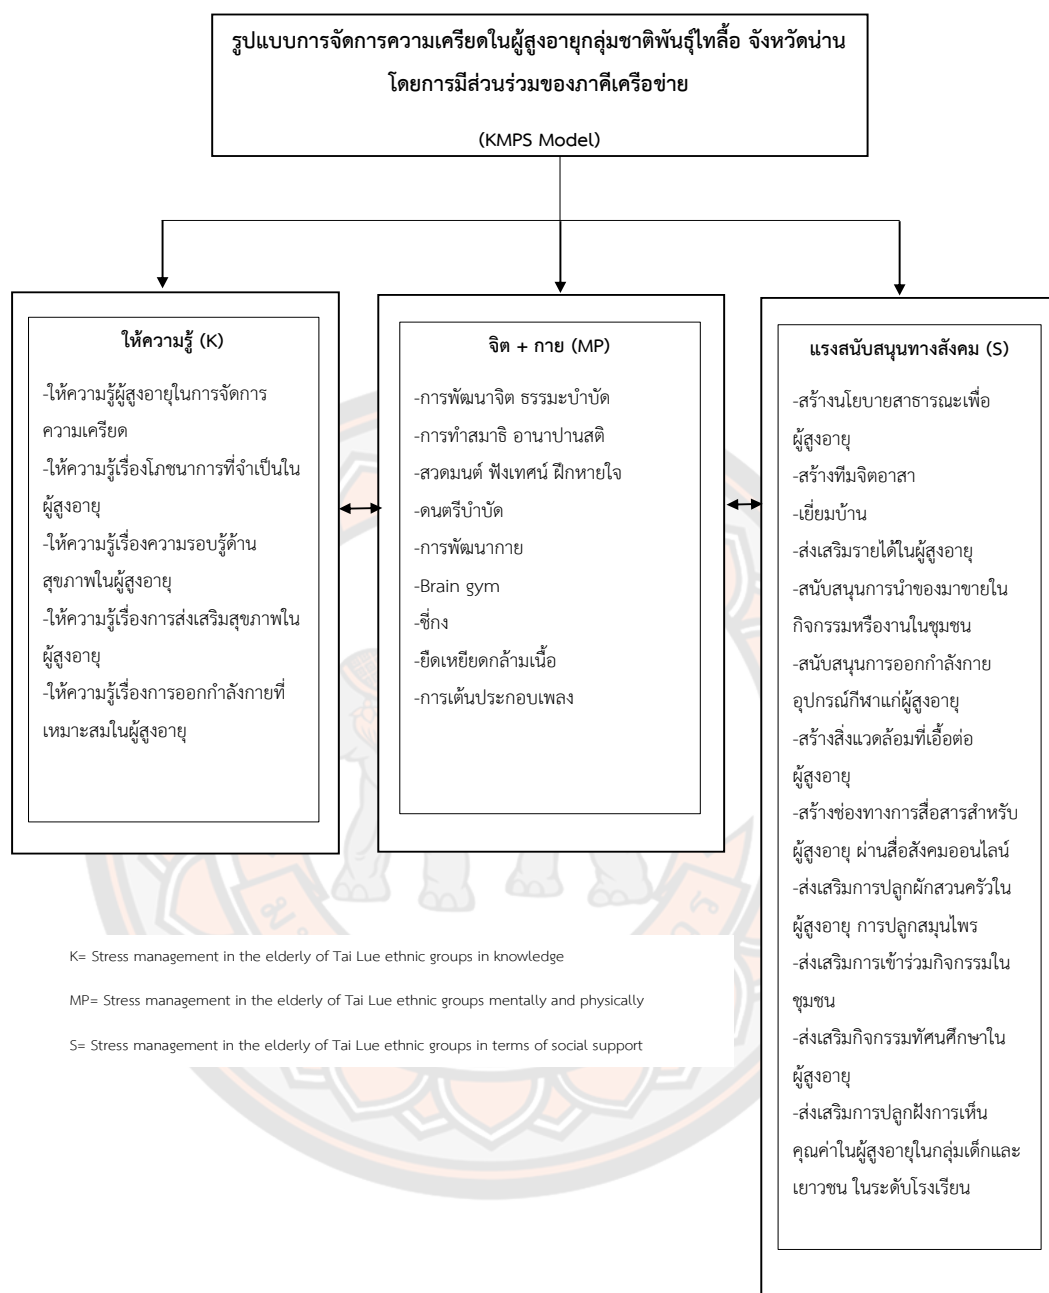 รูปแบบการจัดการความเครียดในผู้สูงอายุกลุ่มชาติพันธุ์ไทลื้อ จังหวัดน่าน
โดยการมีส่วนร่วมของภาคีเครือข่าย
(KMPS Model)
ให้ความรู้ (K)
-ให้ความรู้ผู้สูงอายุในการจัดการ
ความเครียด
-ให้ความรู้เรื่องโภชนาการที่จำเป็นใน
ผู้สูงอายุ
-ให้ความรู้เรื่องความรอบรู้ด้าน
สุขภาพในผู้สูงอายุ
-ให้ความรู้เรื่องการส่งเสริมสุขภาพใน
ผู้สูงอายุ
-ให้ความรู้เรื่องการออกกำลังกายที่
เหมาะสมในผู้สูงอายุ
จิต + กาย (MP)
-การพัฒนาจิต ธรรมะบำบัด
-การทำสมาธิ อานาปานสติ
-สวดมนต์ ฟังเทศน์ ฝึกหายใจ
-ดนตรีบำบัด
-การพัฒนากาย
-Brain gym
-ชี่กง
-ยืดเหยียดกล้ามเนื้อ
-การเต้นประกอบเพลง
แรงสนับสนุนทางสังคม (S)
-สร้างนโยบายสาธารณะเพื่อ
ผู้สูงอายุ
-สร้างทีมจิตอาสา
-เยี่ยมบ้าน
-ส่งเสริมรายได้ในผู้สูงอายุ
-สนับสนุนการนำของมาขายใน
กิจกรรมหรืองานในชุมชน
-สนับสนุนการออกกำลังกาย
อุปกรณ์กีฬาแก่ผู้สูงอายุ
-สร้างสิ่งแวดล้อมที่เอื้อต่อ
ผู้สูงอายุ
-สร้างช่องทางการสื่อสารสำหรับ
ผู้สูงอายุ ผ่านสื่อสังคมออนไลน์
-ส่งเสริมการปลูกผักสวนครัวใน
ผู้สูงอายุ การปลูกสมุนไพร
-ส่งเสริมการเข้าร่วมกิจกรรมใน
ชุมชน
-ส่งเสริมกิจกรรมทัศนศึกษาใน
ผู้สูงอายุ
-ส่งเสริมการปลูกฝังการเห็น
คุณค่าในผู้สูงอายุในกลุ่มเด็กและ
เยาวชน ในระดับโรงเรียน
K= Stress management in the elderly of Tai Lue ethnic groups in knowledge
MP= Stress management in the elderly of Tai Lue ethnic groups mentally and physically
S= Stress management in the elderly of Tai Lue ethnic groups in terms of social support